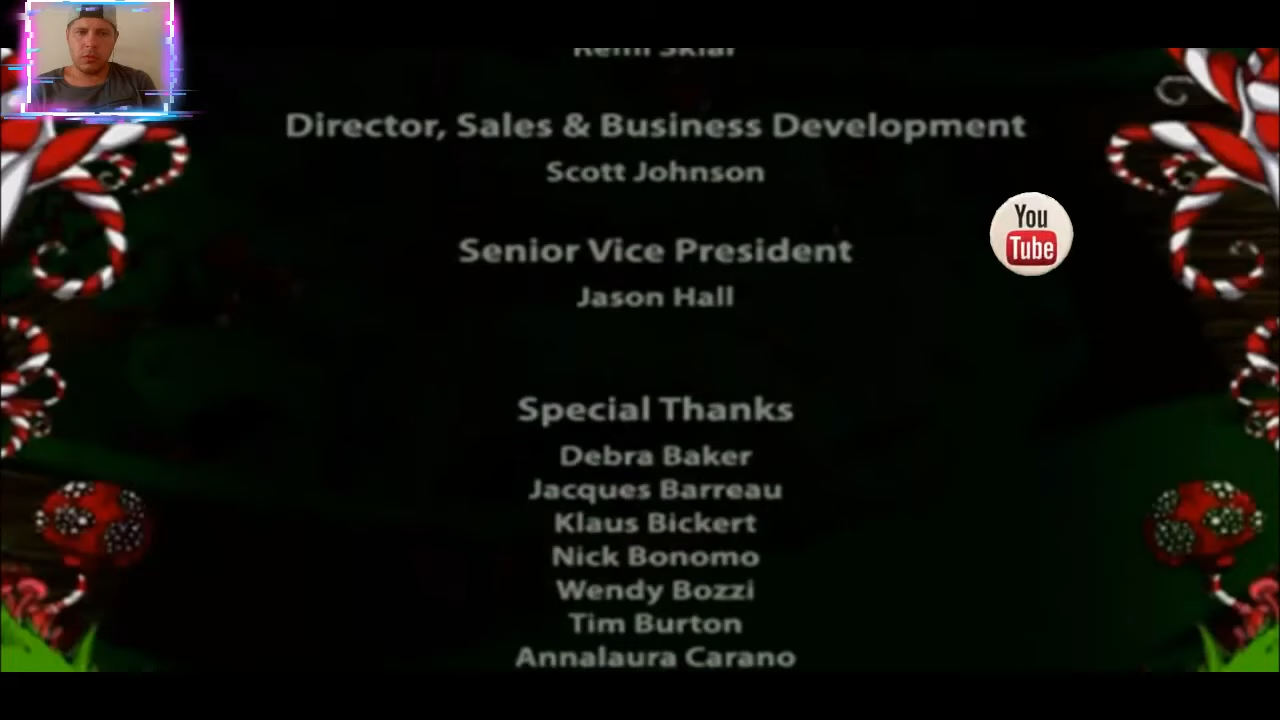 Director, Sales & Business Development
Scott Johnson
Senior Vice President
Jason Hall
You
Tube
Special Thanks
Debra Baker
Jacques Barreau
Klaus Bickert
Nick Bonomo
Wendy Bozzi
Tim Burton
Annalaura Carano